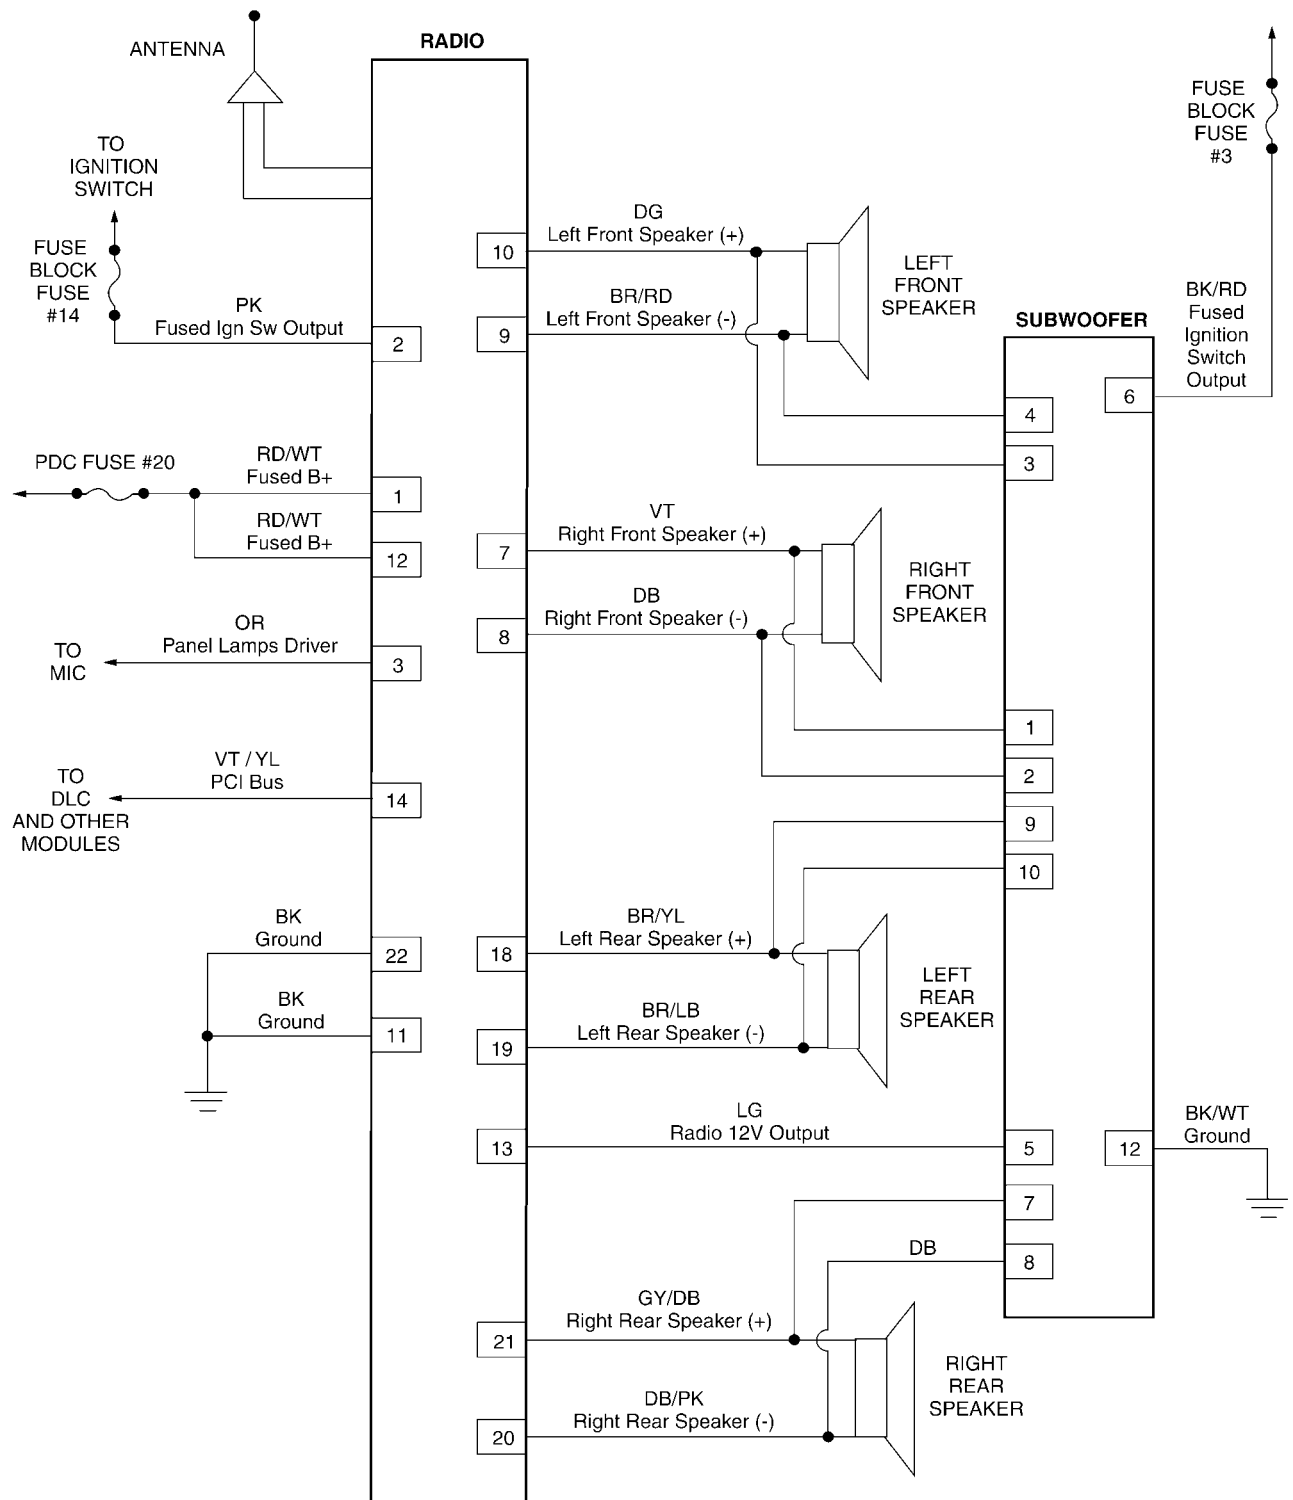 RADIO
ANTENNA
TO
IGNITION
SWITCH
FUSE
BLOCK
FUSE
#14
PK
Fused Ign Sw Output
2
PDC FUSE #20
RD/WT
Fused B+
1
RD/WT
Fused B+
12
OR
Panel Lamps Driver
TO
MIC
3
VT / YL
PCI Bus
TO
DLC
AND OTHER
MODULES
14
BK
Ground
22
BK
Ground
11
10
DG
Left Front Speaker (+)
9
BR/RD
Left Front Speaker (-)
LEFT
FRONT
SPEAKER
7
VT
Right Front Speaker (+)
8
DB
Right Front Speaker (-)
RIGHT
FRONT
SPEAKER
18
BR/YL
Left Rear Speaker (+)
19
BR/LB
Left Rear Speaker (-)
LEFT
REAR
SPEAKER
13
LG
Radio 12V Output
21
GY/DB
Right Rear Speaker (+)
20
DB/PK
Right Rear Speaker (-)
RIGHT
REAR
SPEAKER
DB
SUBWOOFER
4
3
1
2
9
10
5
7
8
6
12
FUSE
BLOCK
FUSE
#3
BK/RD
Fused
Ignition
Switch
Output
BK/WT
Ground